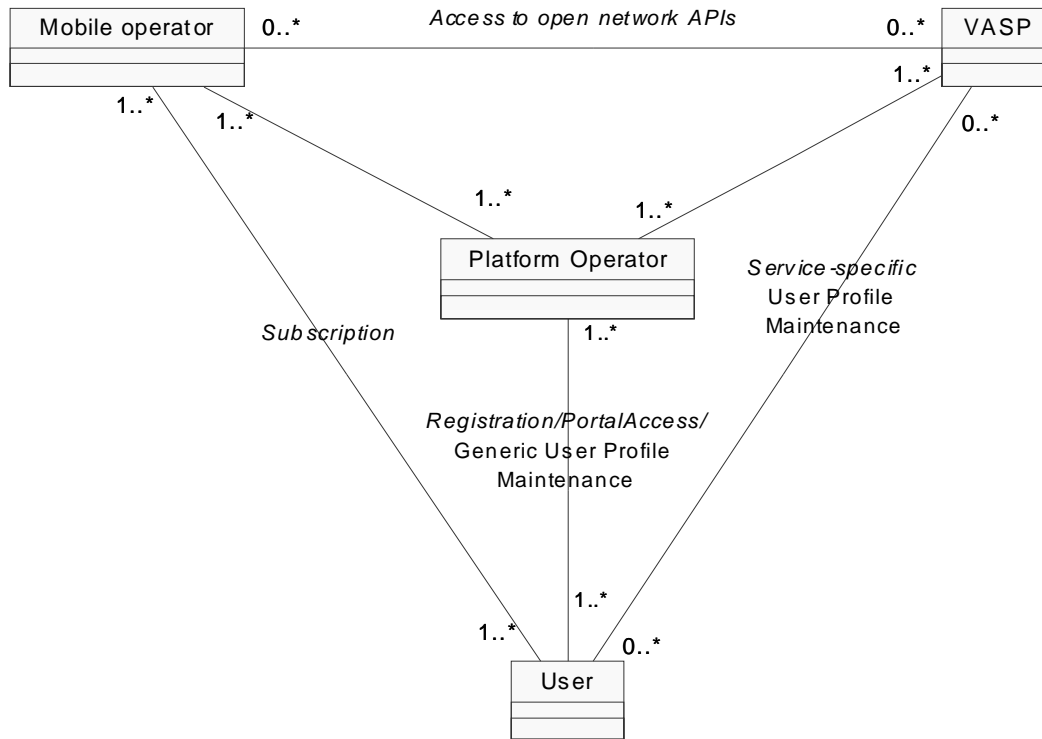 Access to open network APIs
Mobile operator
0..*
0..*
VASP
1..*
1..*
1..*
0..*
1..*
1..*
Platform Operator
Service-specific
User Profile
Maintenance
Subscription
1..*
Registration/PortalAccess/
Generic User Profile
Maintenance
1..*
1..*
0..*
User